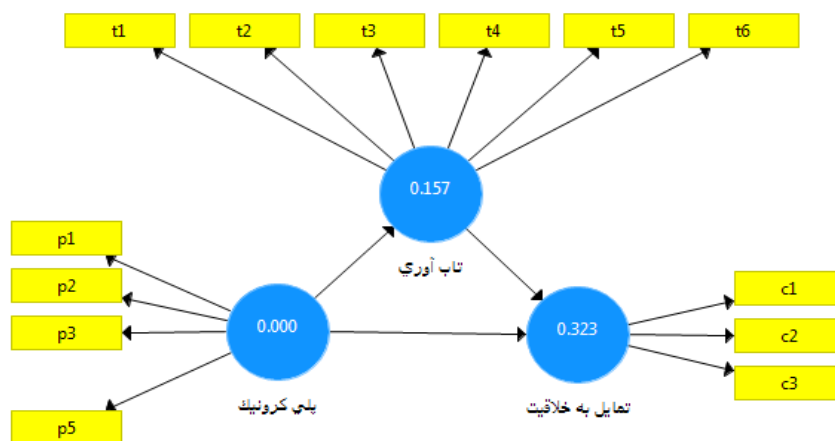 t1 t2 t3 t4 t5 t6
0.157
تاب آوري
p1
p2
p3
p5
0.000
پلي كرونيك
0.323
تمايل به خلاقيت
c1
c2
c3